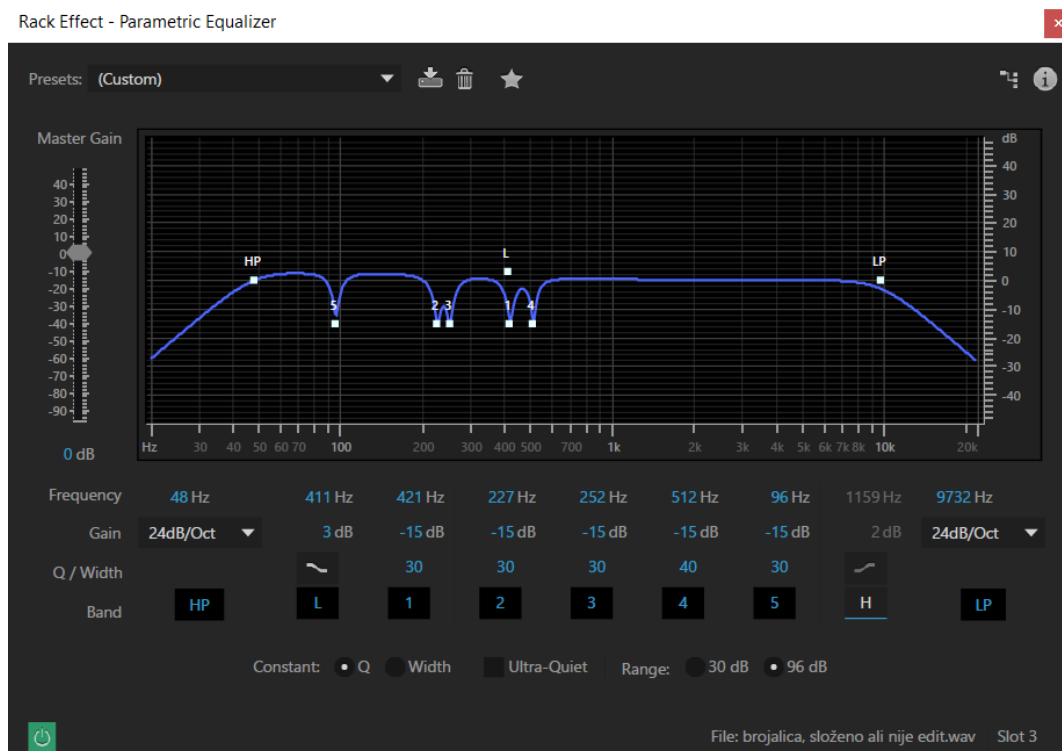 Rack Effect - Parametric Equalizer
Presets: (Custom)
Master Gain
dB
40
30
20
10
0
-10
-20
-30
-40
-50
-60
-70
-80
-90
0 dB
HP
5
2
3
L
1
4
LP
40
30
20
10
0
-10
-20
-30
-40
Hz 30 40 50 60 70 100 200 300 400 500 700 1k 2k 3k 4k 5k 6k 7k 8k 10k 20k
Frequency 48 Hz 411 Hz 421 Hz 227 Hz 252 Hz 512 Hz 96 Hz 1159 Hz 9732 Hz
Gain 24dB/Oct 3 dB -15 dB -15 dB -15 dB -15 dB -15 dB 2 dB 24dB/Oct
Q / Width 30 30 30 40 30
Band HP L 1 2 3 4 5 H LP
Constant: Q Width Ultra-Quiet Range: 30 dB 96 dB
File: brojalica, složeno ali nije edit.wav Slot 3